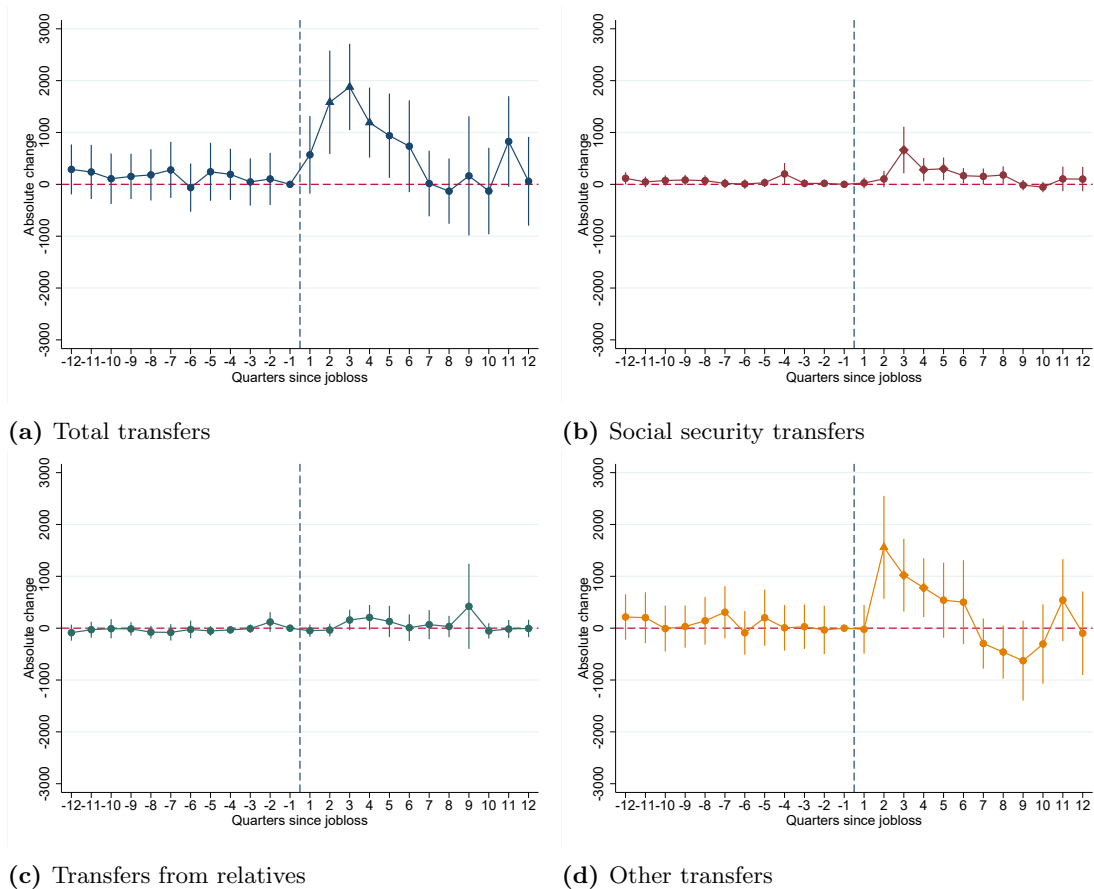 3000
2000
1000
0
-1000
-2000
-3000
Absolute change
-12 -11 -10 -9 -8 -7 -6 -5 -4 -3 -2 -1 1 2 3 4 5 6 7 8 9 10 11 12
Quarters since jobloss
(a) Total transfers
3000
2000
1000
0
-1000
-2000
-3000
Absolute change
-12 -11 -10 -9 -8 -7 -6 -5 -4 -3 -2 -1 1 2 3 4 5 6 7 8 9 10 11 12
Quarters since jobloss
(b) Social security transfers
3000
2000
1000
0
-1000
-2000
-3000
Absolute change
-12 -11 -10 -9 -8 -7 -6 -5 -4 -3 -2 -1 1 2 3 4 5 6 7 8 9 10 11 12
Quarters since jobloss
(c) Transfers from relatives
3000
2000
1000
0
-1000
-2000
-3000
Absolute change
-12 -11 -10 -9 -8 -7 -6 -5 -4 -3 -2 -1 1 2 3 4 5 6 7 8 9 10 11 12
Quarters since jobloss
(d) Other transfers